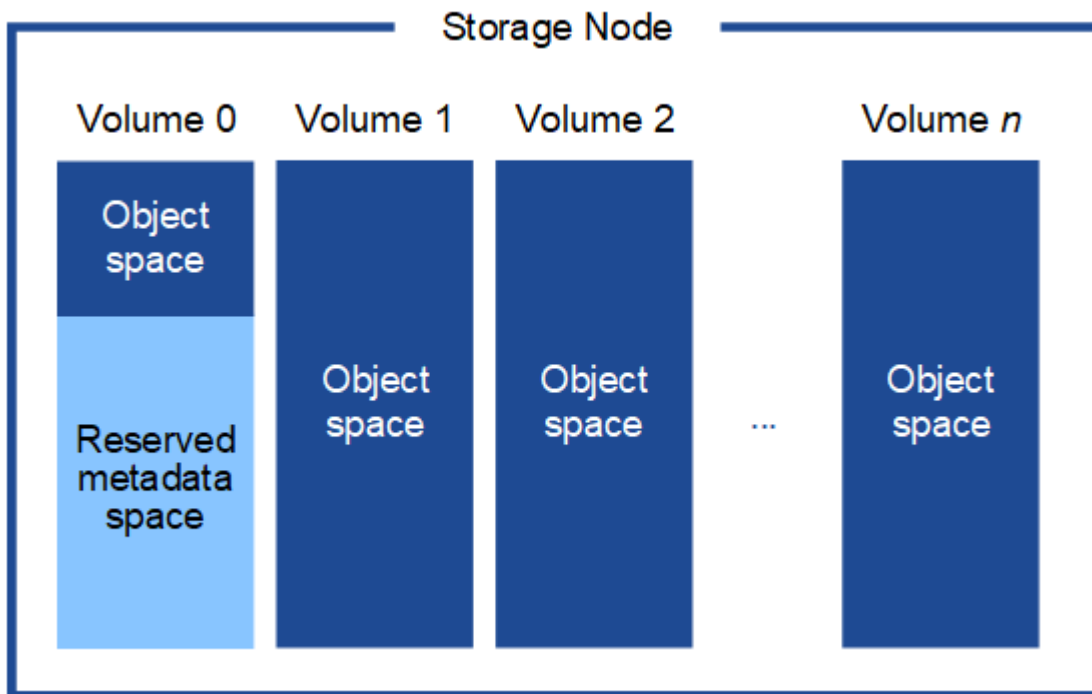 Storage Node
Volume 0
Volume 1
Volume 2
Volume n
Object
space
Reserved
metadata
space
Object
space
Object
space
...
Object
space